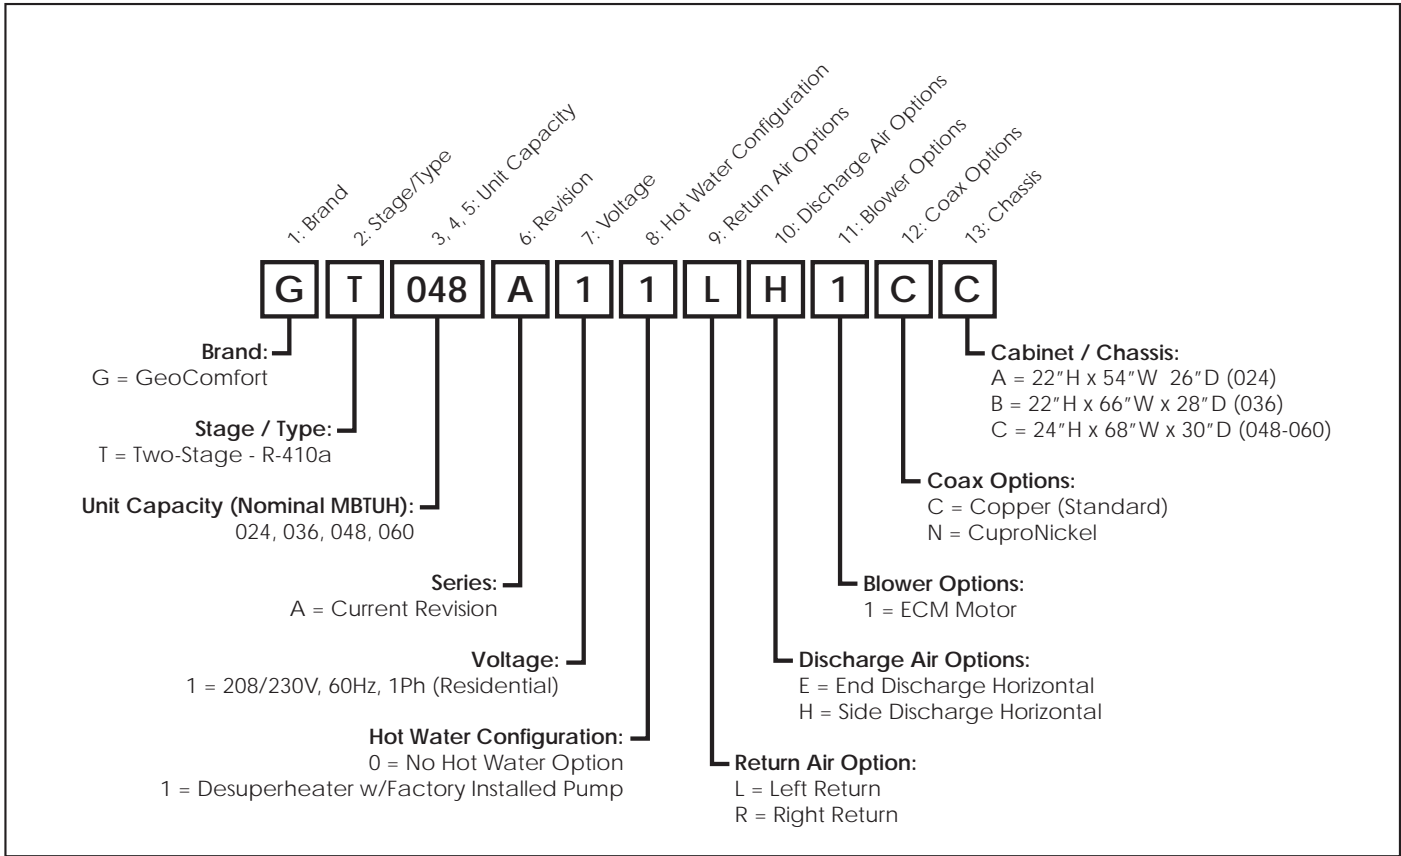 1: Brand
2: Stage/Type
3, 4, 5: Unit Capacity
6: Revision
7: Voltage
8: Hot Water Configuration
9: Return Air Options
10: Discharge Air Options
11: Blower Options
12: Coax Options
13: Chassis
G T 048 A 1 1 L H 1 C C
Brand:
G = GeoComfort
Stage / Type:
T = Two-Stage - R-410a
Unit Capacity (Nominal MBTUH):
024, 036, 048, 060
Series:
A = Current Revision
Voltage:
1 = 208/230V, 60Hz, 1Ph (Residential)
Hot Water Configuration:
0 = No Hot Water Option
1 = Desuperheater w/Factory Installed Pump
Cabinet / Chassis:
A = 22"H x 54"W 26"D (024)
B = 22"H x 66"W x 28"D (036)
C = 24"H x 68"W x 30"D (048-060)
Coax Options:
C = Copper (Standard)
N = CuproNickel
Blower Options:
1 = ECM Motor
Discharge Air Options:
E = End Discharge Horizontal
H = Side Discharge Horizontal
Return Air Option:
L = Left Return
R = Right Return